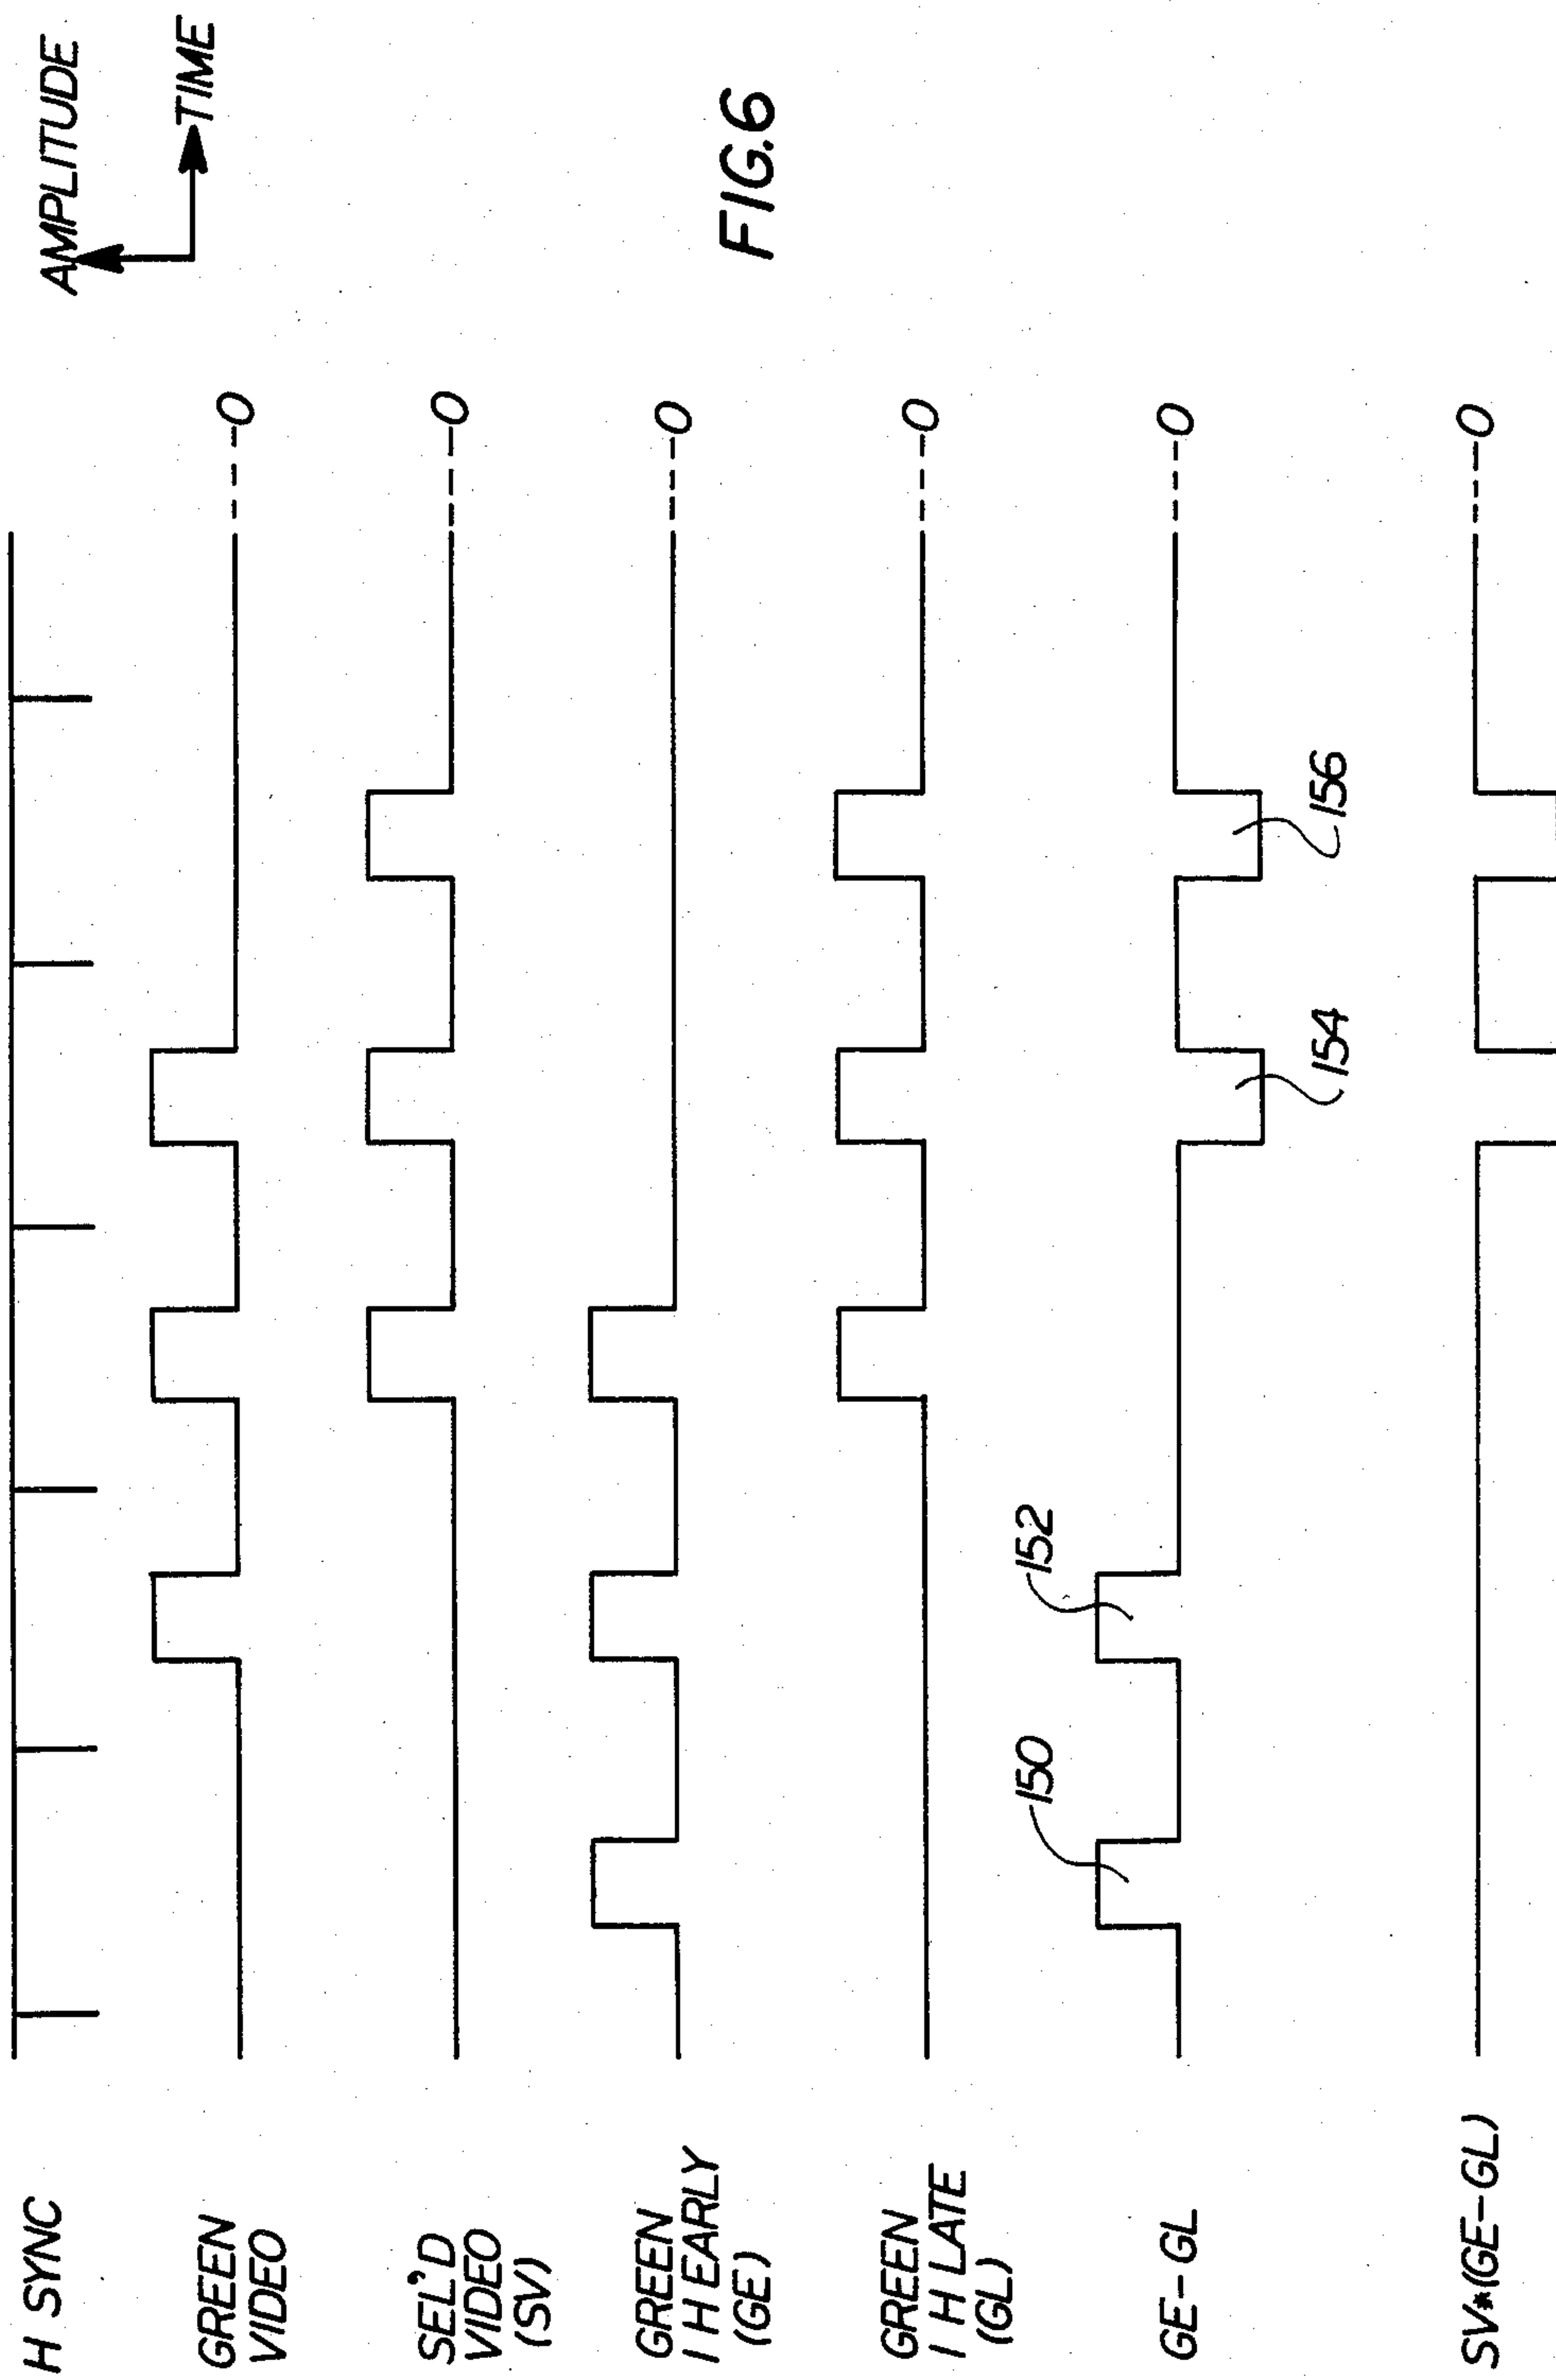 AMPLITUDE
TIME
FIG.6
H SYNC
GREEN
VIDEO
--- 0
SEL'D
VIDEO
(SV)
--- 0
GREEN
1 H EARLY
(GE)
--- 0
GREEN
1 H LATE
(GL)
--- 0
GE-GL
150
152
154
156
--- 0
SV*(GE-GL)
--- 0